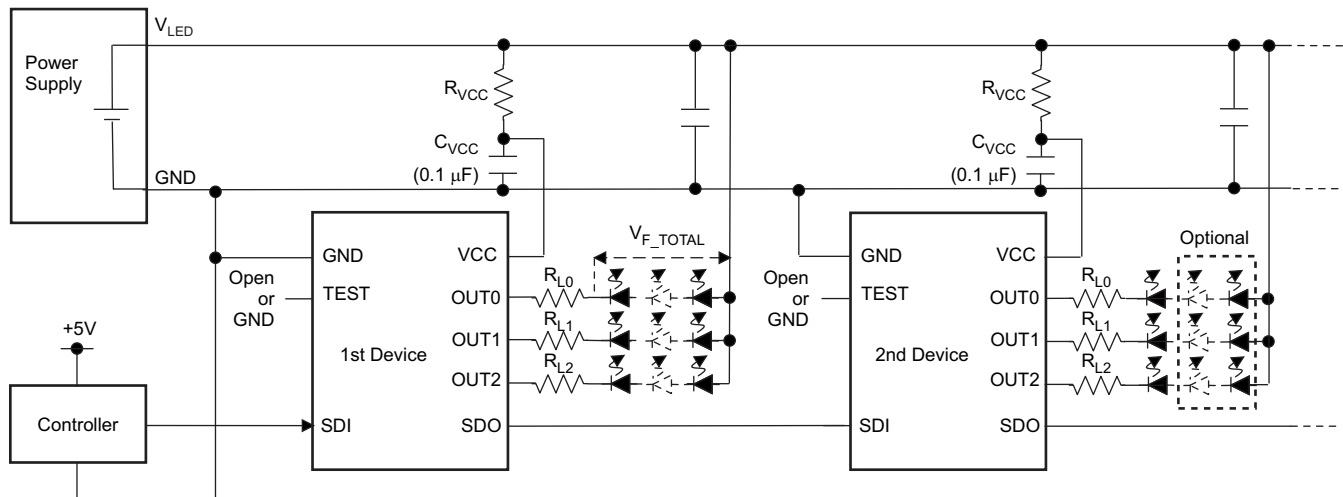 Power
Supply
V_LED
GND
R_VCC
C_VCC
(0.1 μF)
R_VCC
C_VCC
(0.1 μF)
GND
VCC
V_F_TOTAL
Open
or
GND
TEST
OUT0
OUT1
OUT2
R_L0
R_L1
R_L2
1st Device
SDI
SDO
+5V
Controller
GND
VCC
Optional
Open
or
GND
TEST
OUT0
OUT1
OUT2
R_L0
R_L1
R_L2
2nd Device
SDI
SDO